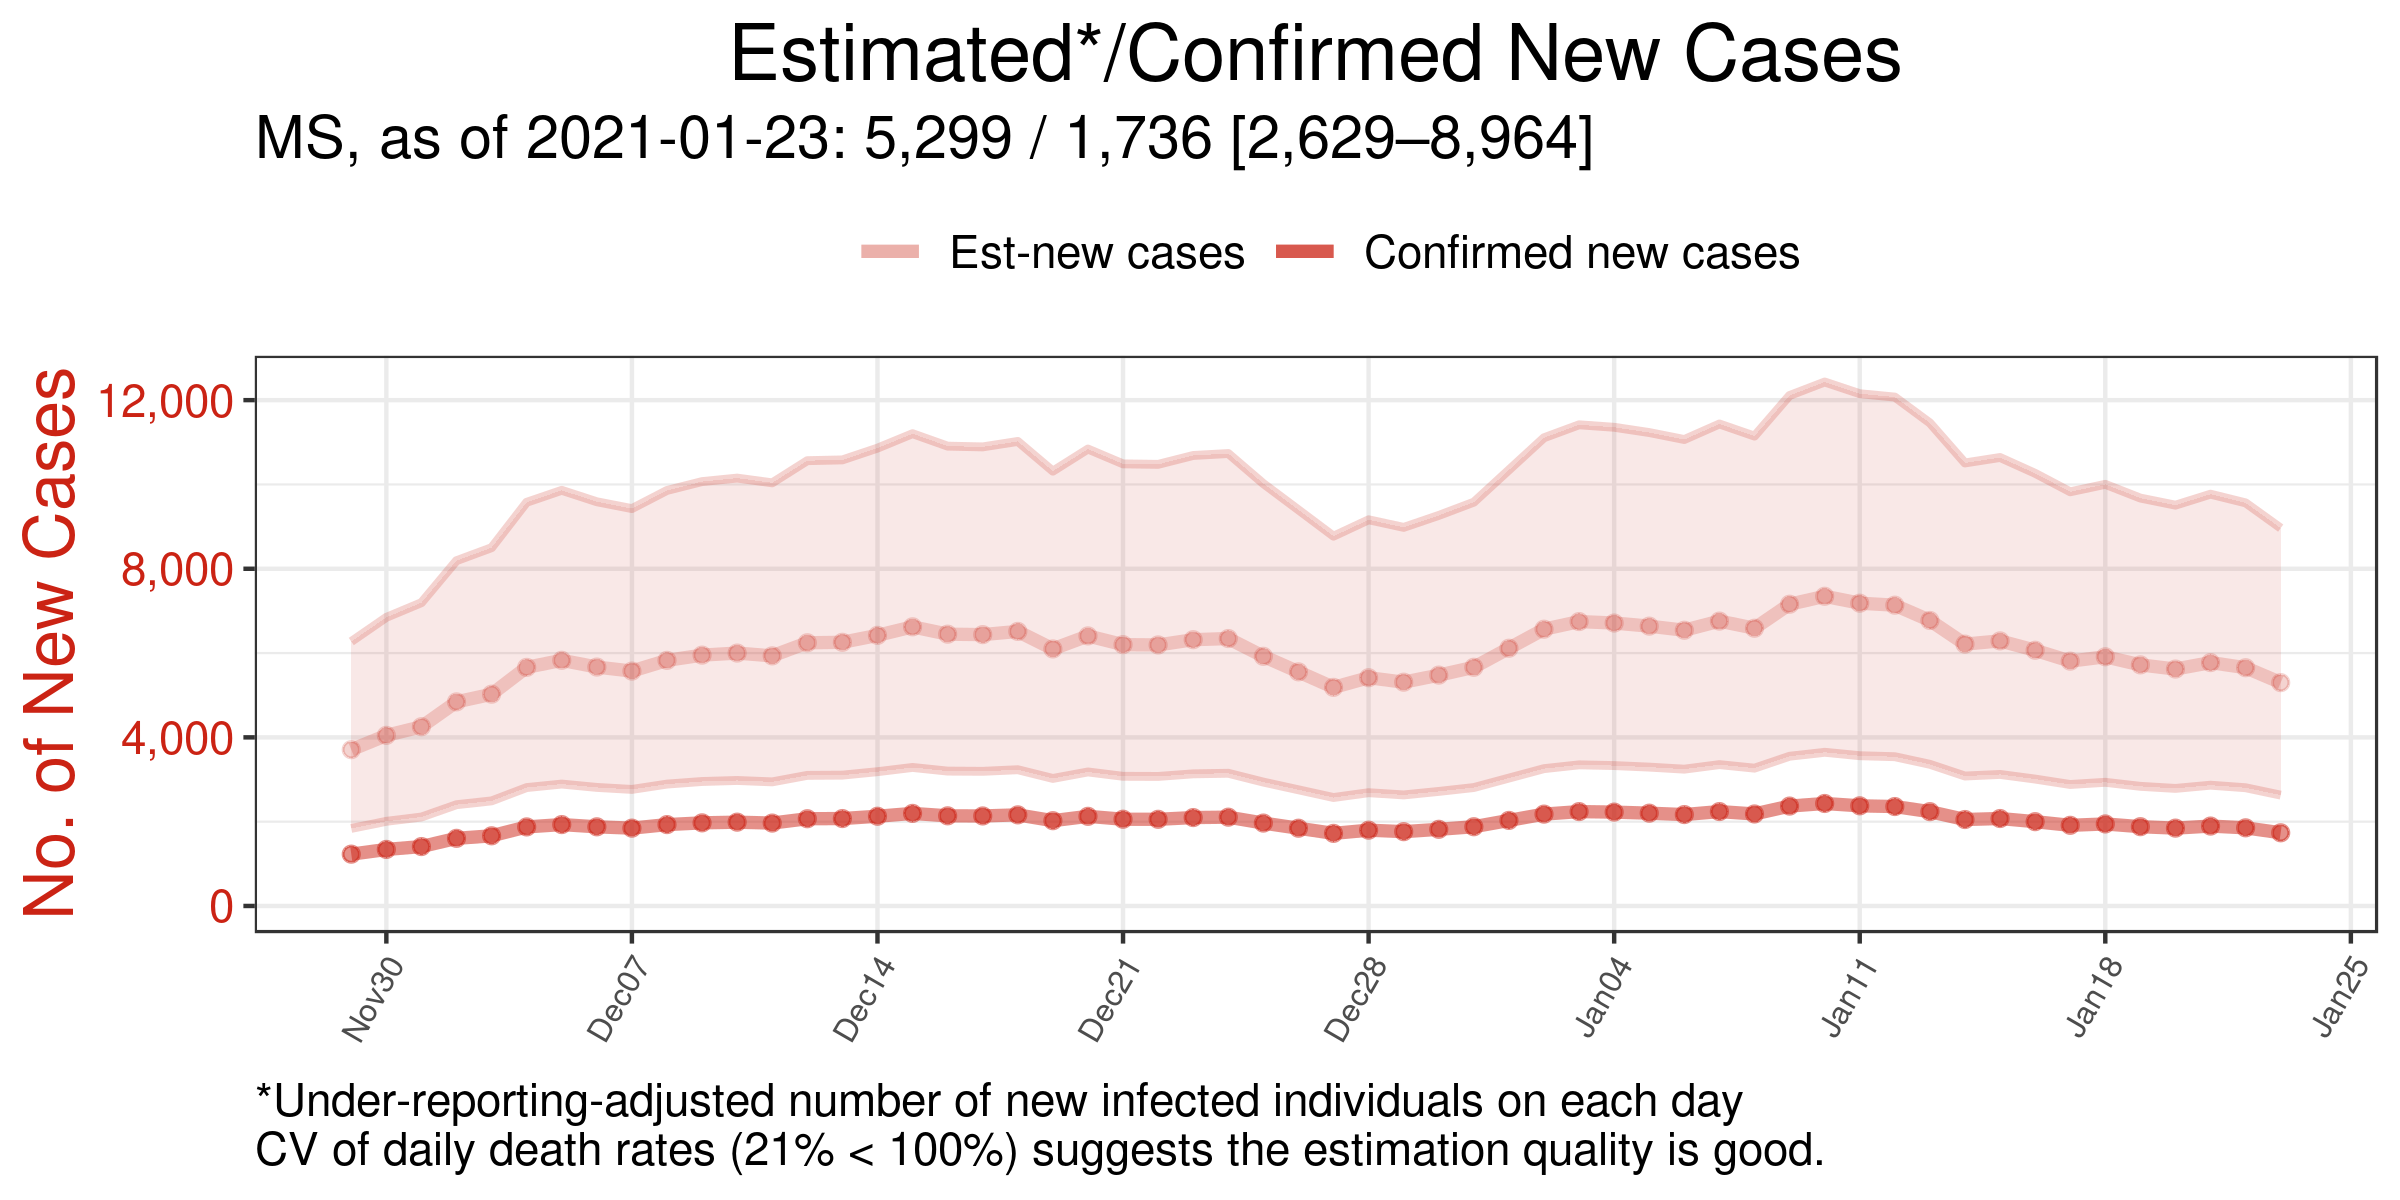 Estimated*/Confirmed New Cases
MS, as of 2021-01-23: 5,299 / 1,736 [2,629–8,964]
Est-new cases Confirmed new cases
No. of New Cases
12,000
8,000
4,000
0
Nov30 Dec07 Dec14 Dec21 Dec28 Jan04 Jan11 Jan18 Jan25
*Under-reporting-adjusted number of new infected individuals on each day
CV of daily death rates (21% < 100%) suggests the estimation quality is good.